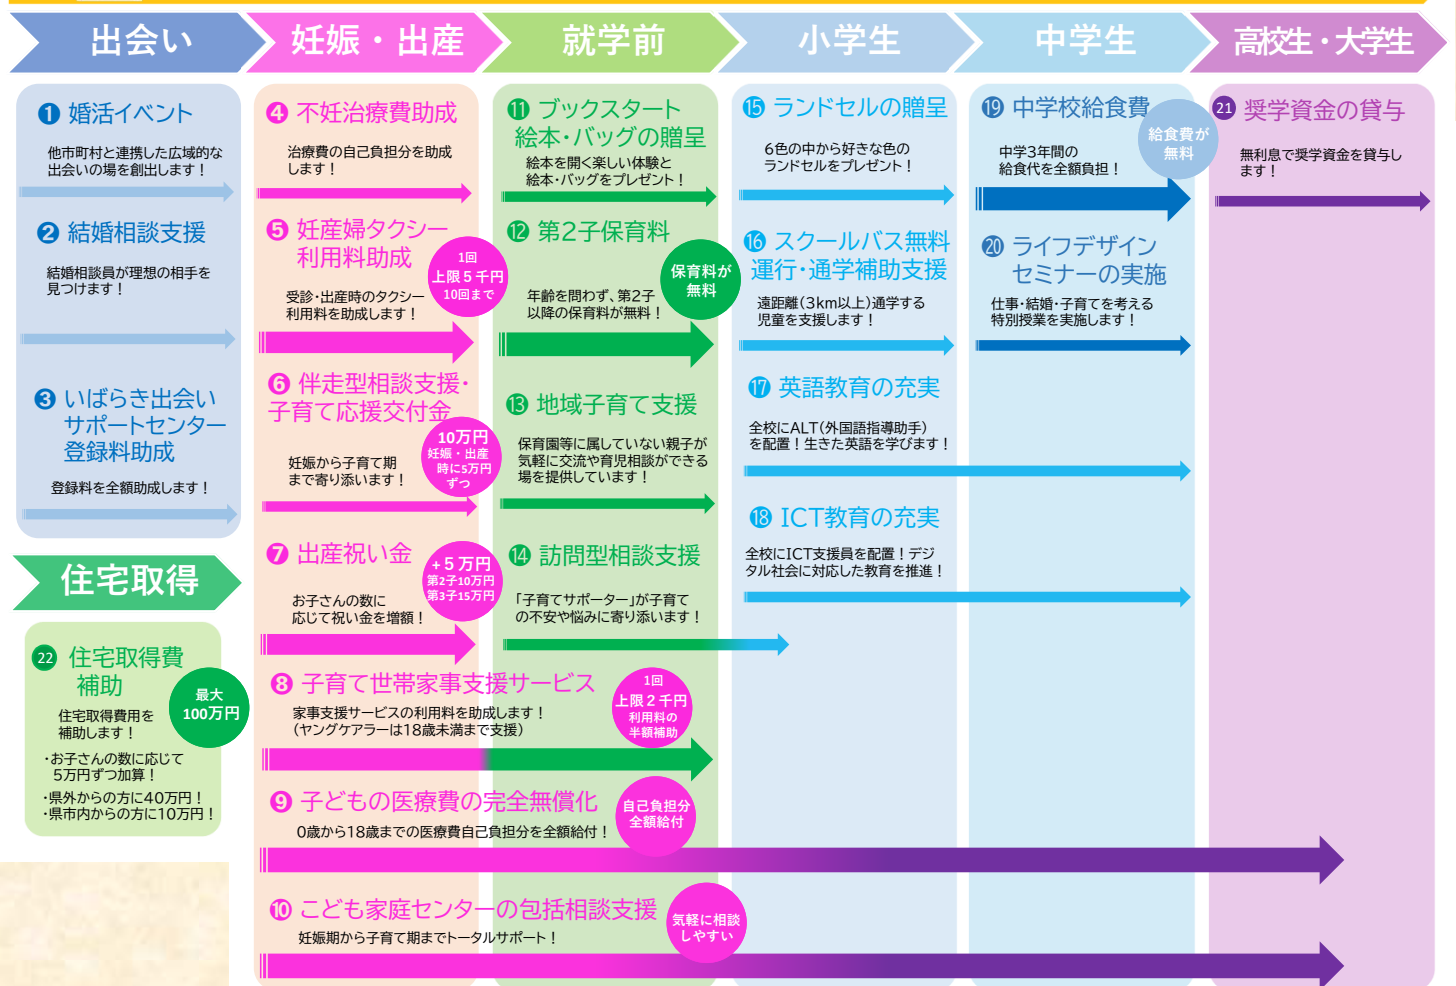 出会い
妊娠・出産
就学前
小学生
中学生
高校生・大学生
❶ 婚活イベント
他市町村と連携した広域的な
出会いの場を創出します！
❷ 結婚相談支援
結婚相談員が理想の相手を
見つけます！
❸ いばらき出会い
サポートセンター
登録料助成
登録料を全額助成します！
住宅取得
㉒ 住宅取得費
補助
最大
100万円
住宅取得費用を
補助します！
・お子さんの数に応じて
5万円ずつ加算！
・県外からの方に40万円！
・県市内からの方に10万円！
❹ 不妊治療費助成
治療費の自己負担分を助成
します！
❺ 妊産婦タクシー
利用料助成
1回
上限５千円
10回まで
受診・出産時のタクシー
利用料を助成します！
❻ 伴走型相談支援・
子育て応援交付金
10万円
妊娠・出産
時に5万円
ずつ
妊娠から子育て期
まで寄り添います！
❼ 出産祝い金
+５万円
第2子10万円
第3子15万円
お子さんの数に
応じて祝い金を増額！
❽ 子育て世帯家事支援サービス
1回
上限２千円
利用料の
半額補助
家事支援サービスの利用料を助成します！
（ヤングケアラーは18歳未満まで支援）
❾ 子どもの医療費の完全無償化
自己負担分
全額給付
0歳から18歳までの医療費自己負担分を全額給付！
❿ こども家庭センターの包括相談支援
気軽に相談
しやすい
妊娠期から子育て期までトータルサポート！
⓫ ブックスタート
絵本・バッグの贈呈
絵本を開く楽しい体験と
絵本・バッグをプレゼント！
⓬ 第2子保育料
保育料が
無料
年齢を問わず、第2子
以降の保育料が無料！
⓭ 地域子育て支援
保育園等に属していない親子が
気軽に交流や育児相談ができる
場を提供しています！
⓮ 訪問型相談支援
「子育てサポーター」が子育て
の不安や悩みに寄り添います！
⓯ ランドセルの贈呈
6色の中から好きな色の
ランドセルをプレゼント！
⓰ スクールバス無料
運行・通学補助支援
遠距離（3km以上）通学する
児童を支援します！
⓱ 英語教育の充実
全校にALT（外国語指導助手）
を配置！生きた英語を学びます！
⓲ ICT教育の充実
全校にICT支援員を配置！デジ
タル社会に対応した教育を推進！
⓳ 中学校給食費
給食費が
無料
中学3年間の
給食代を全額負担！
⓴ ライフデザイン
セミナーの実施
仕事・結婚・子育てを考える
特別授業を実施します！
㉑ 奨学資金の貸与
無利息で奨学資金を貸与し
ます！